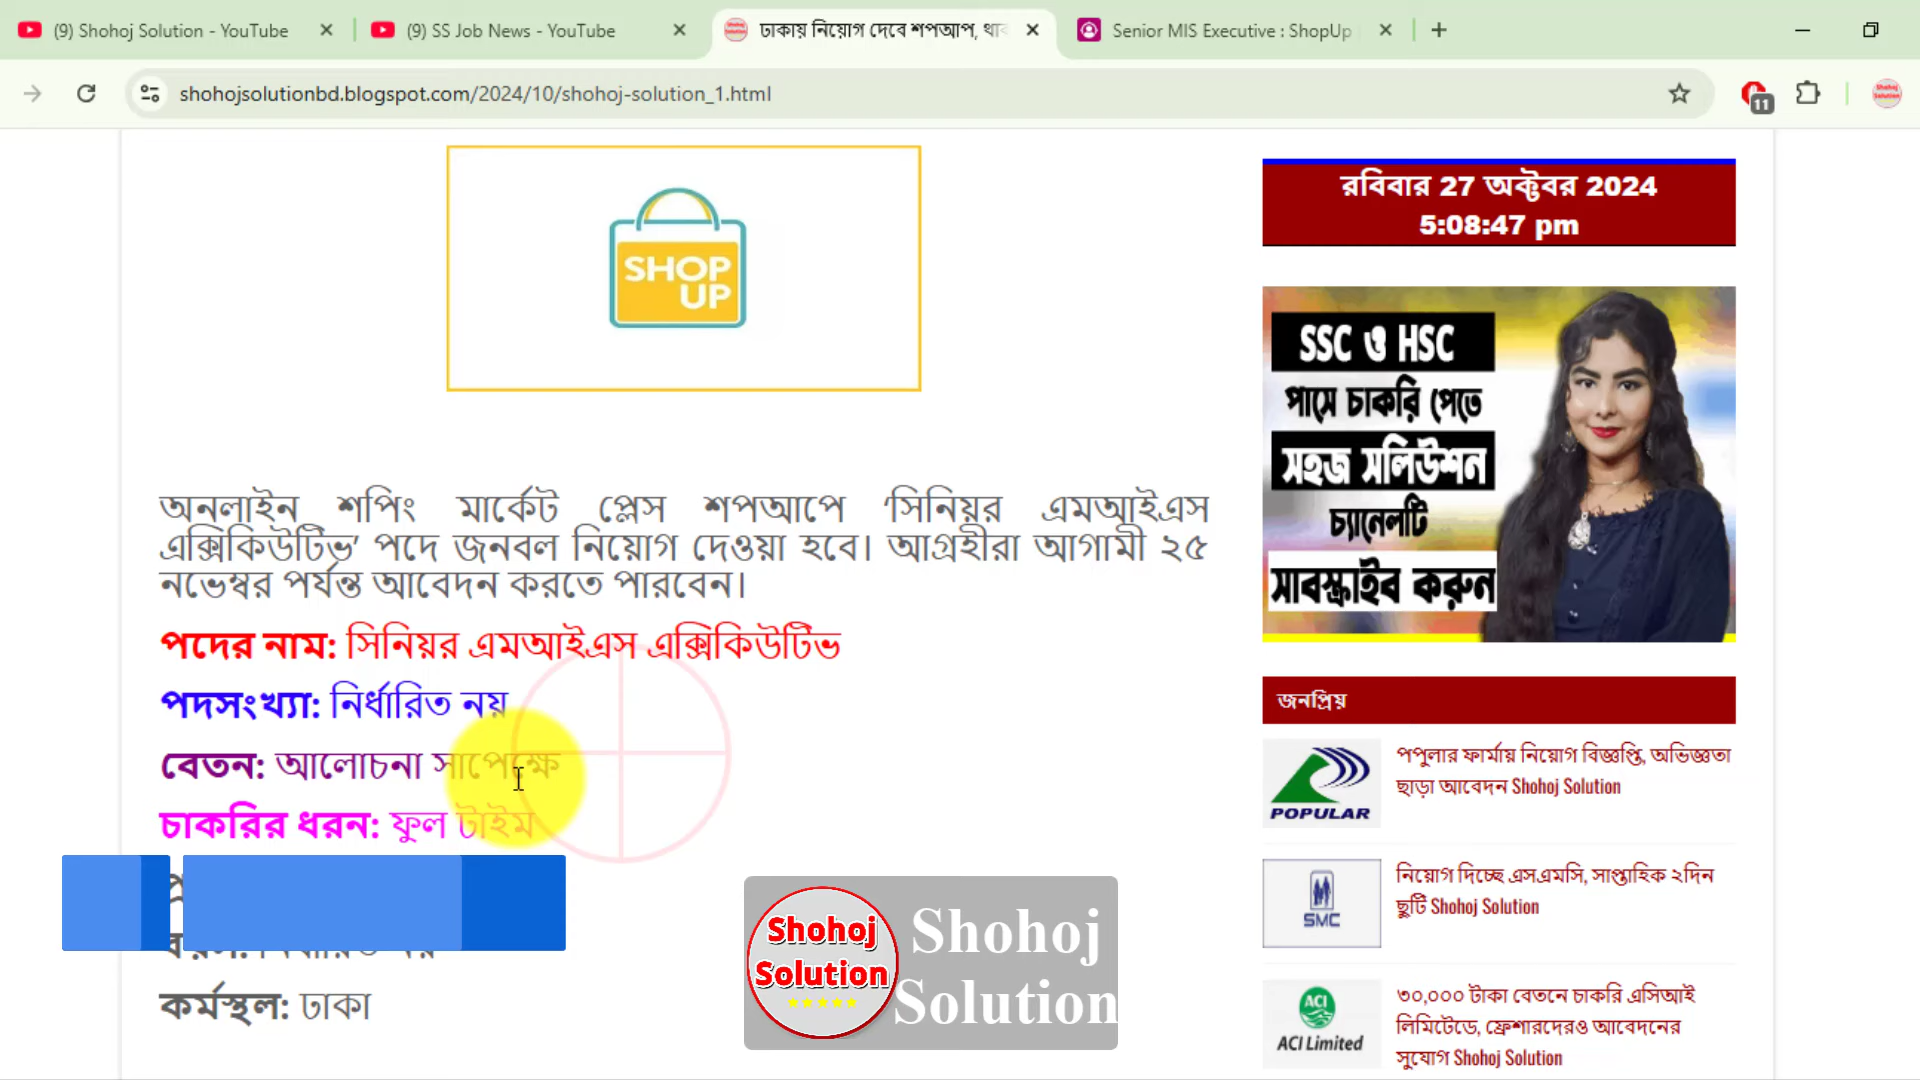 (9) Shohoj Solution - YouTube
(9) SS Job News - YouTube
ঢাকায় নিয়োগ দেবে শপআপ,
Senior MIS Executive : ShopUp
shohojsolutionbd.blogspot.com/2024/10/shohoj-solution_1.html
11
Shohoj
Solution
SHOP
UP
রবিবার 27 অক্টবর 2024
5:08:47 pm
SSC ও HSC
পাসে চাকরি পেতে
সহজ সলিউশন
চ্যানেলটি
সাবস্ক্রাইব করুন
অনলাইন শপিং মার্কেট প্লেস শপআপে ‘সিনিয়র এমআইএস
এক্সিকিউটিভ’ পদে জনবল নিয়োগ দেওয়া হবে। আগ্রহীরা আগামী ২৫
নভেম্বর পর্যন্ত আবেদন করতে পারবেন।
পদের নাম: সিনিয়র এমআইএস এক্সিকিউটিভ
পদসংখ্যা: নির্ধারিত নয়
বেতন: আলোচনা সাপেক্ষে
চাকরির ধরন: ফুল টাইম
কর্মস্থল: ঢাকা
Shohoj
Solution
Shohoj
Solution
জনপ্রিয়
POPULAR
পপুলার ফার্মায় নিয়োগ বিজ্ঞপ্তি, অভিজ্ঞতা
ছাড়া আবেদন Shohoj Solution
SMC
নিয়োগ দিচ্ছে এসএমসি, সাপ্তাহিক ২দিন
ছুটি Shohoj Solution
ACI
ACI Limited
৩০,০০০ টাকা বেতনে চাকরি এসিআই
লিমিটেডে, ফ্রেশারদেরও আবেদনের
সুযোগ Shohoj Solution